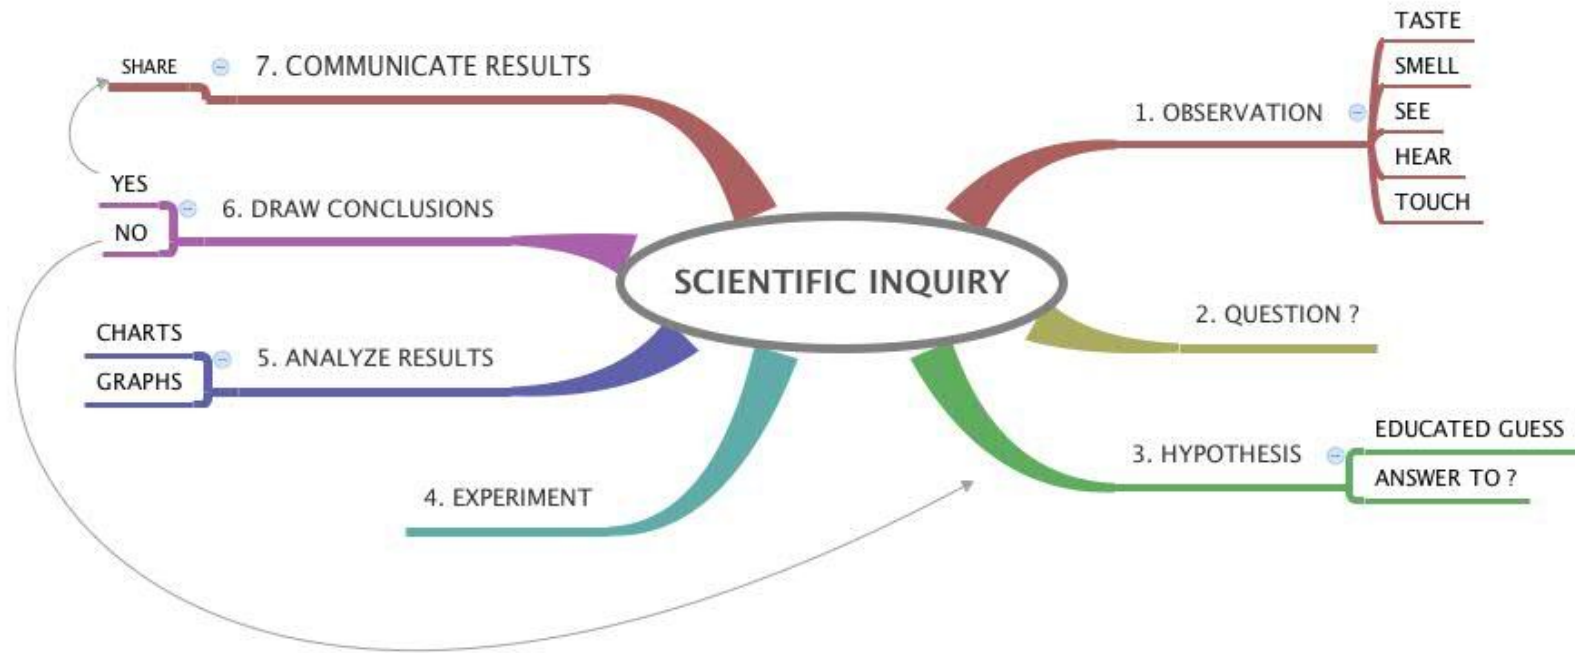 SCIENTIFIC INQUIRY
1. OBSERVATION
TASTE
SMELL
SEE
HEAR
TOUCH
2. QUESTION ?
3. HYPOTHESIS
EDUCATED GUESS
ANSWER TO ?
4. EXPERIMENT
5. ANALYZE RESULTS
CHARTS
GRAPHS
6. DRAW CONCLUSIONS
YES
NO
7. COMMUNICATE RESULTS
SHARE